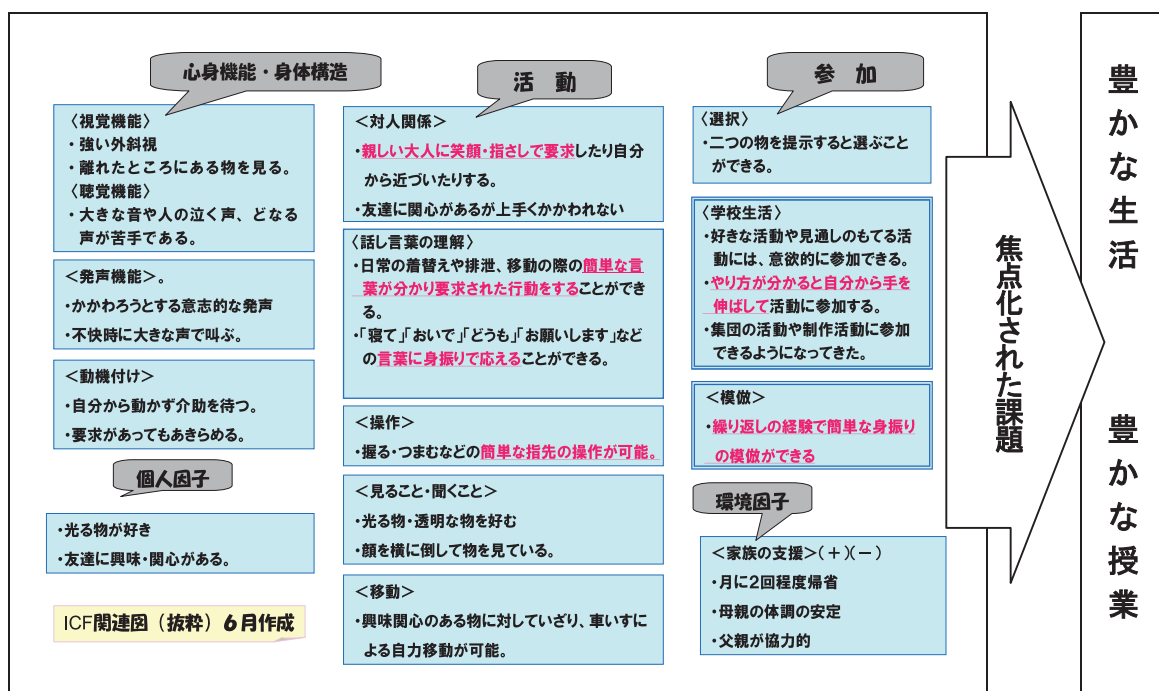 心身機能・身体構造
〈視覚機能〉
・強い外斜視
・離れたところにある物を見る。
〈聴覚機能〉
・大きな音や人の泣く声、どなる
声が苦手である。
＜発声機能＞。
・かかわろうとする意志的な発声
・不快時に大きな声で叫ぶ。
＜動機付け＞
・自分から動かず介助を待つ。
・要求があってもあきらめる。
個人因子
・光る物が好き
・友達に興味・関心がある。
ICF関連図（抜粋）６月作成
活　動
＜対人関係＞
・親しい大人に笑顔・指さしで要求したり自分
から近づいたりする。
・友達に関心があるが上手くかかわれない
〈話し言葉の理解〉
・日常の着替えや排泄、移動の際の簡単な言
葉が分かり要求された行動をすることができ
る。
・「寝て」「おいで」「どうも」「お願いします」など
の言葉に身振りで応えることができる。
＜操作＞
・握る・つまむなどの簡単な指先の操作が可能。
＜見ること・聞くこと＞
・光る物・透明な物を好む
・顔を横に倒して物を見ている。
＜移動＞
・興味関心のある物に対していざり、車いすに
よる自力移動が可能。
参　加
〈選択〉
・二つの物を提示すると選ぶこと
ができる。
〈学校生活〉
・好きな活動や見通しのもてる活
動には、意欲的に参加できる。
・やり方が分かると自分から手を
伸ばして活動に参加する。
・集団の活動や制作活動に参加
できるようになってきた。
＜模倣＞
・繰り返しの経験で簡単な身振り
の模倣ができる
環境因子
＜家族の支援＞（＋）（－）
・月に２回程度帰省
・母親の体調の安定
・父親が協力的
焦点化された課題
豊かな生活
豊かな授業